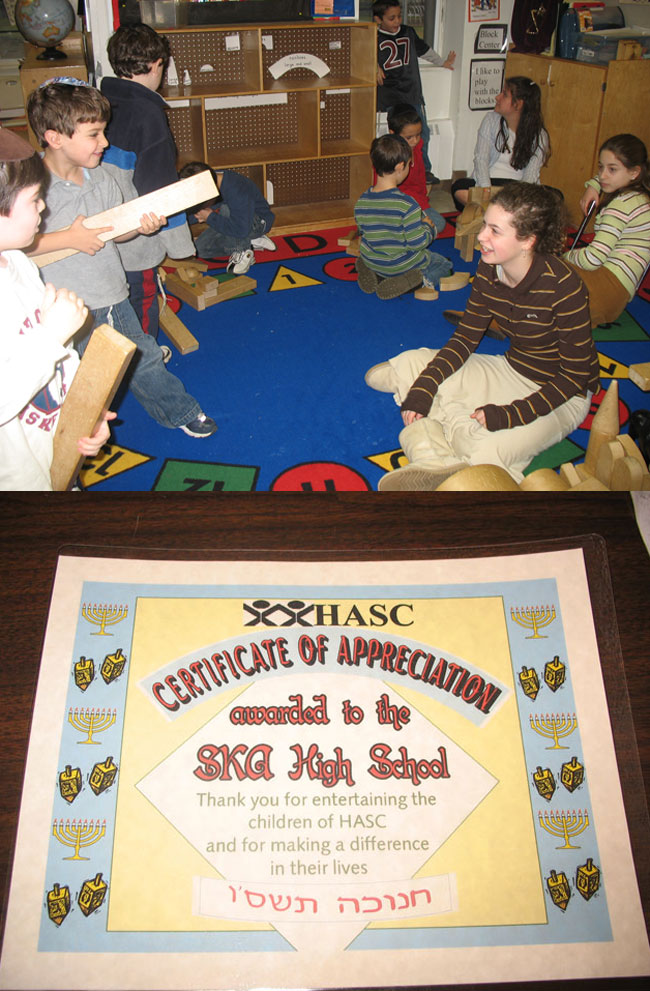 27
Block
Center
I like to
play
with the
blocks
D
1
HASC
CERTIFICATE OF APPRECIATION
awarded to the
SKA High School
Thank you for entertaining the
children of HASC
and for making a difference
in their lives
חנוכה תשס'ו